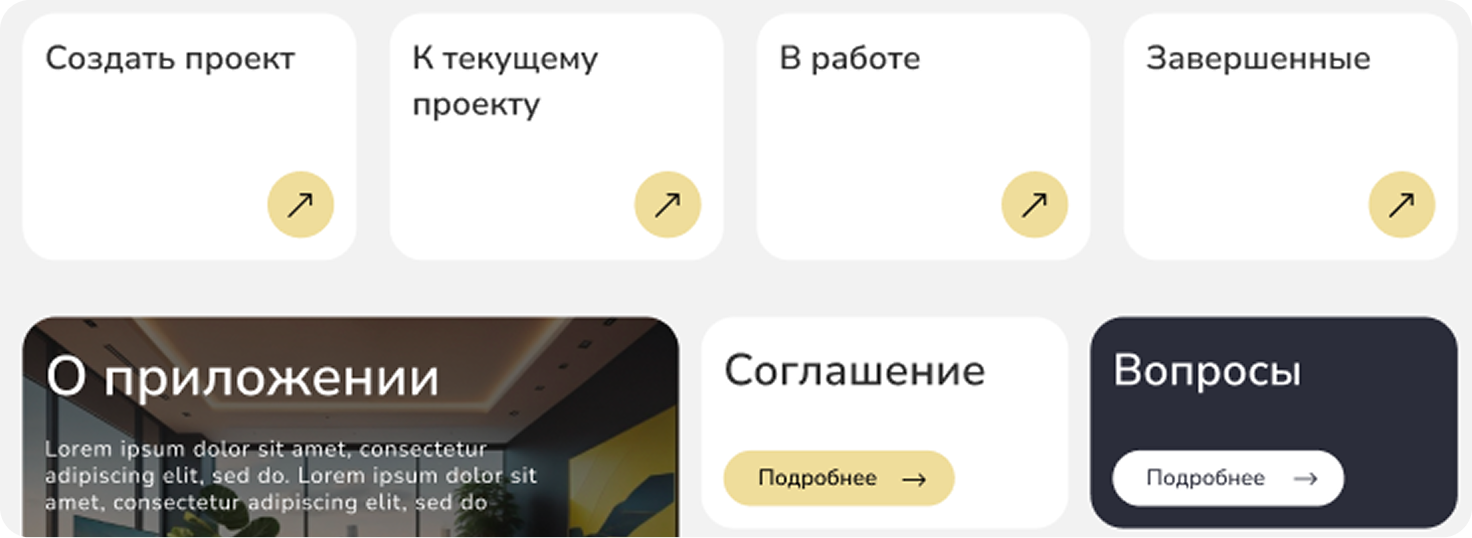 Создать проект
К текущему
проекту
В работе
Завершенные
О приложении
Lorem ipsum dolor sit amet, consectetur
adipiscing elit, sed do. Lorem ipsum dolor sit
amet, consectetur adipiscing elit, sed do
Соглашение
Подробнее
Вопросы
Подробнее